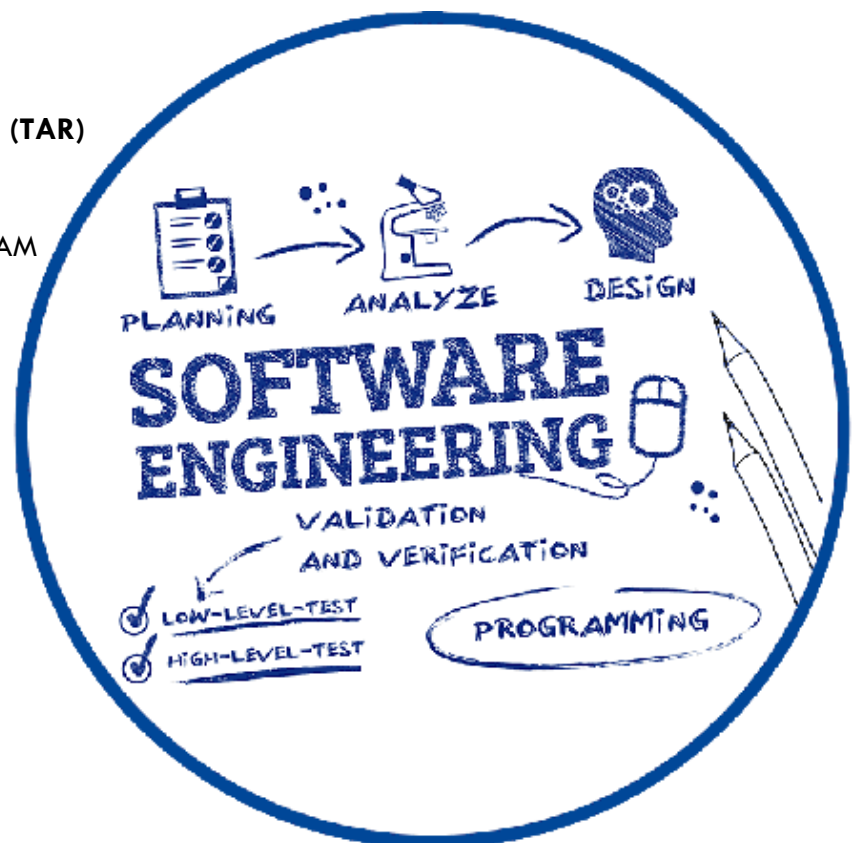 (TAR)
AM
PLANNiNG
ANALYZE
DESiGN
SOFTWARE
ENGINEERING
VALiDATiON
AND VERiFiCATiON
LOW-LEVEL-TEST
HiGH-LEVEL-TEST
PROGRAMMiNG